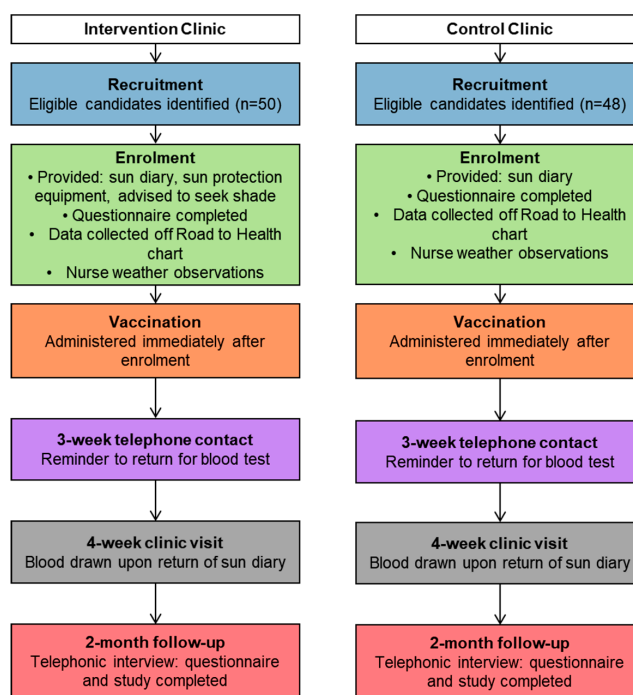 Intervention Clinic
Recruitment
Eligible candidates identified (n=50)
Enrolment
• Provided: sun diary, sun protection
equipment, advised to seek shade
• Questionnaire completed
• Data collected off Road to Health
chart
• Nurse weather observations
Vaccination
Administered immediately after
enrolment
3-week telephone contact
Reminder to return for blood test
4-week clinic visit
Blood drawn upon return of sun diary
2-month follow-up
Telephonic interview: questionnaire
and study completed
Control Clinic
Recruitment
Eligible candidates identified (n=48)
Enrolment
• Provided: sun diary
• Questionnaire completed
• Data collected off Road to Health
chart
• Nurse weather observations
Vaccination
Administered immediately after
enrolment
3-week telephone contact
Reminder to return for blood test
4-week clinic visit
Blood drawn upon return of sun diary
2-month follow-up
Telephonic interview: questionnaire
and study completed